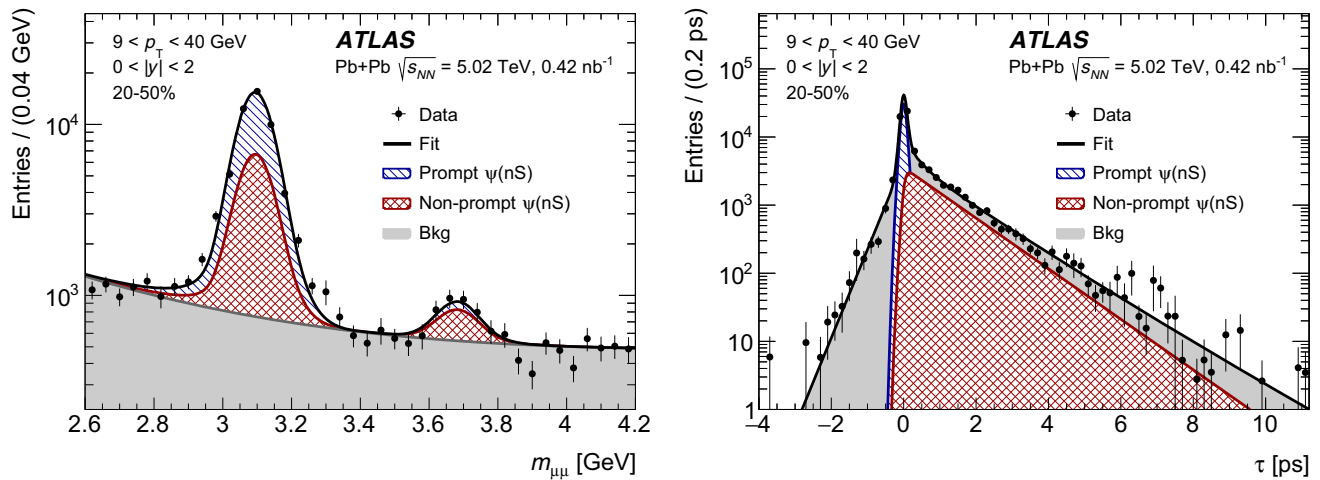 Entries / (0.04 GeV)
10⁴
10³
9 < p_T < 40 GeV
0 < |y| < 2
20-50%
ATLAS
Pb+Pb √s_NN = 5.02 TeV, 0.42 nb⁻¹
Data
Fit
Prompt ψ(nS)
Non-prompt ψ(nS)
Bkg
2.6 2.8 3 3.2 3.4 3.6 3.8 4 4.2
m_μμ [GeV]
Entries / (0.2 ps)
10⁵
10⁴
10³
10²
10
1
9 < p_T < 40 GeV
0 < |y| < 2
20-50%
ATLAS
Pb+Pb √s_NN = 5.02 TeV, 0.42 nb⁻¹
Data
Fit
Prompt ψ(nS)
Non-prompt ψ(nS)
Bkg
−4 −2 0 2 4 6 8 10
τ [ps]